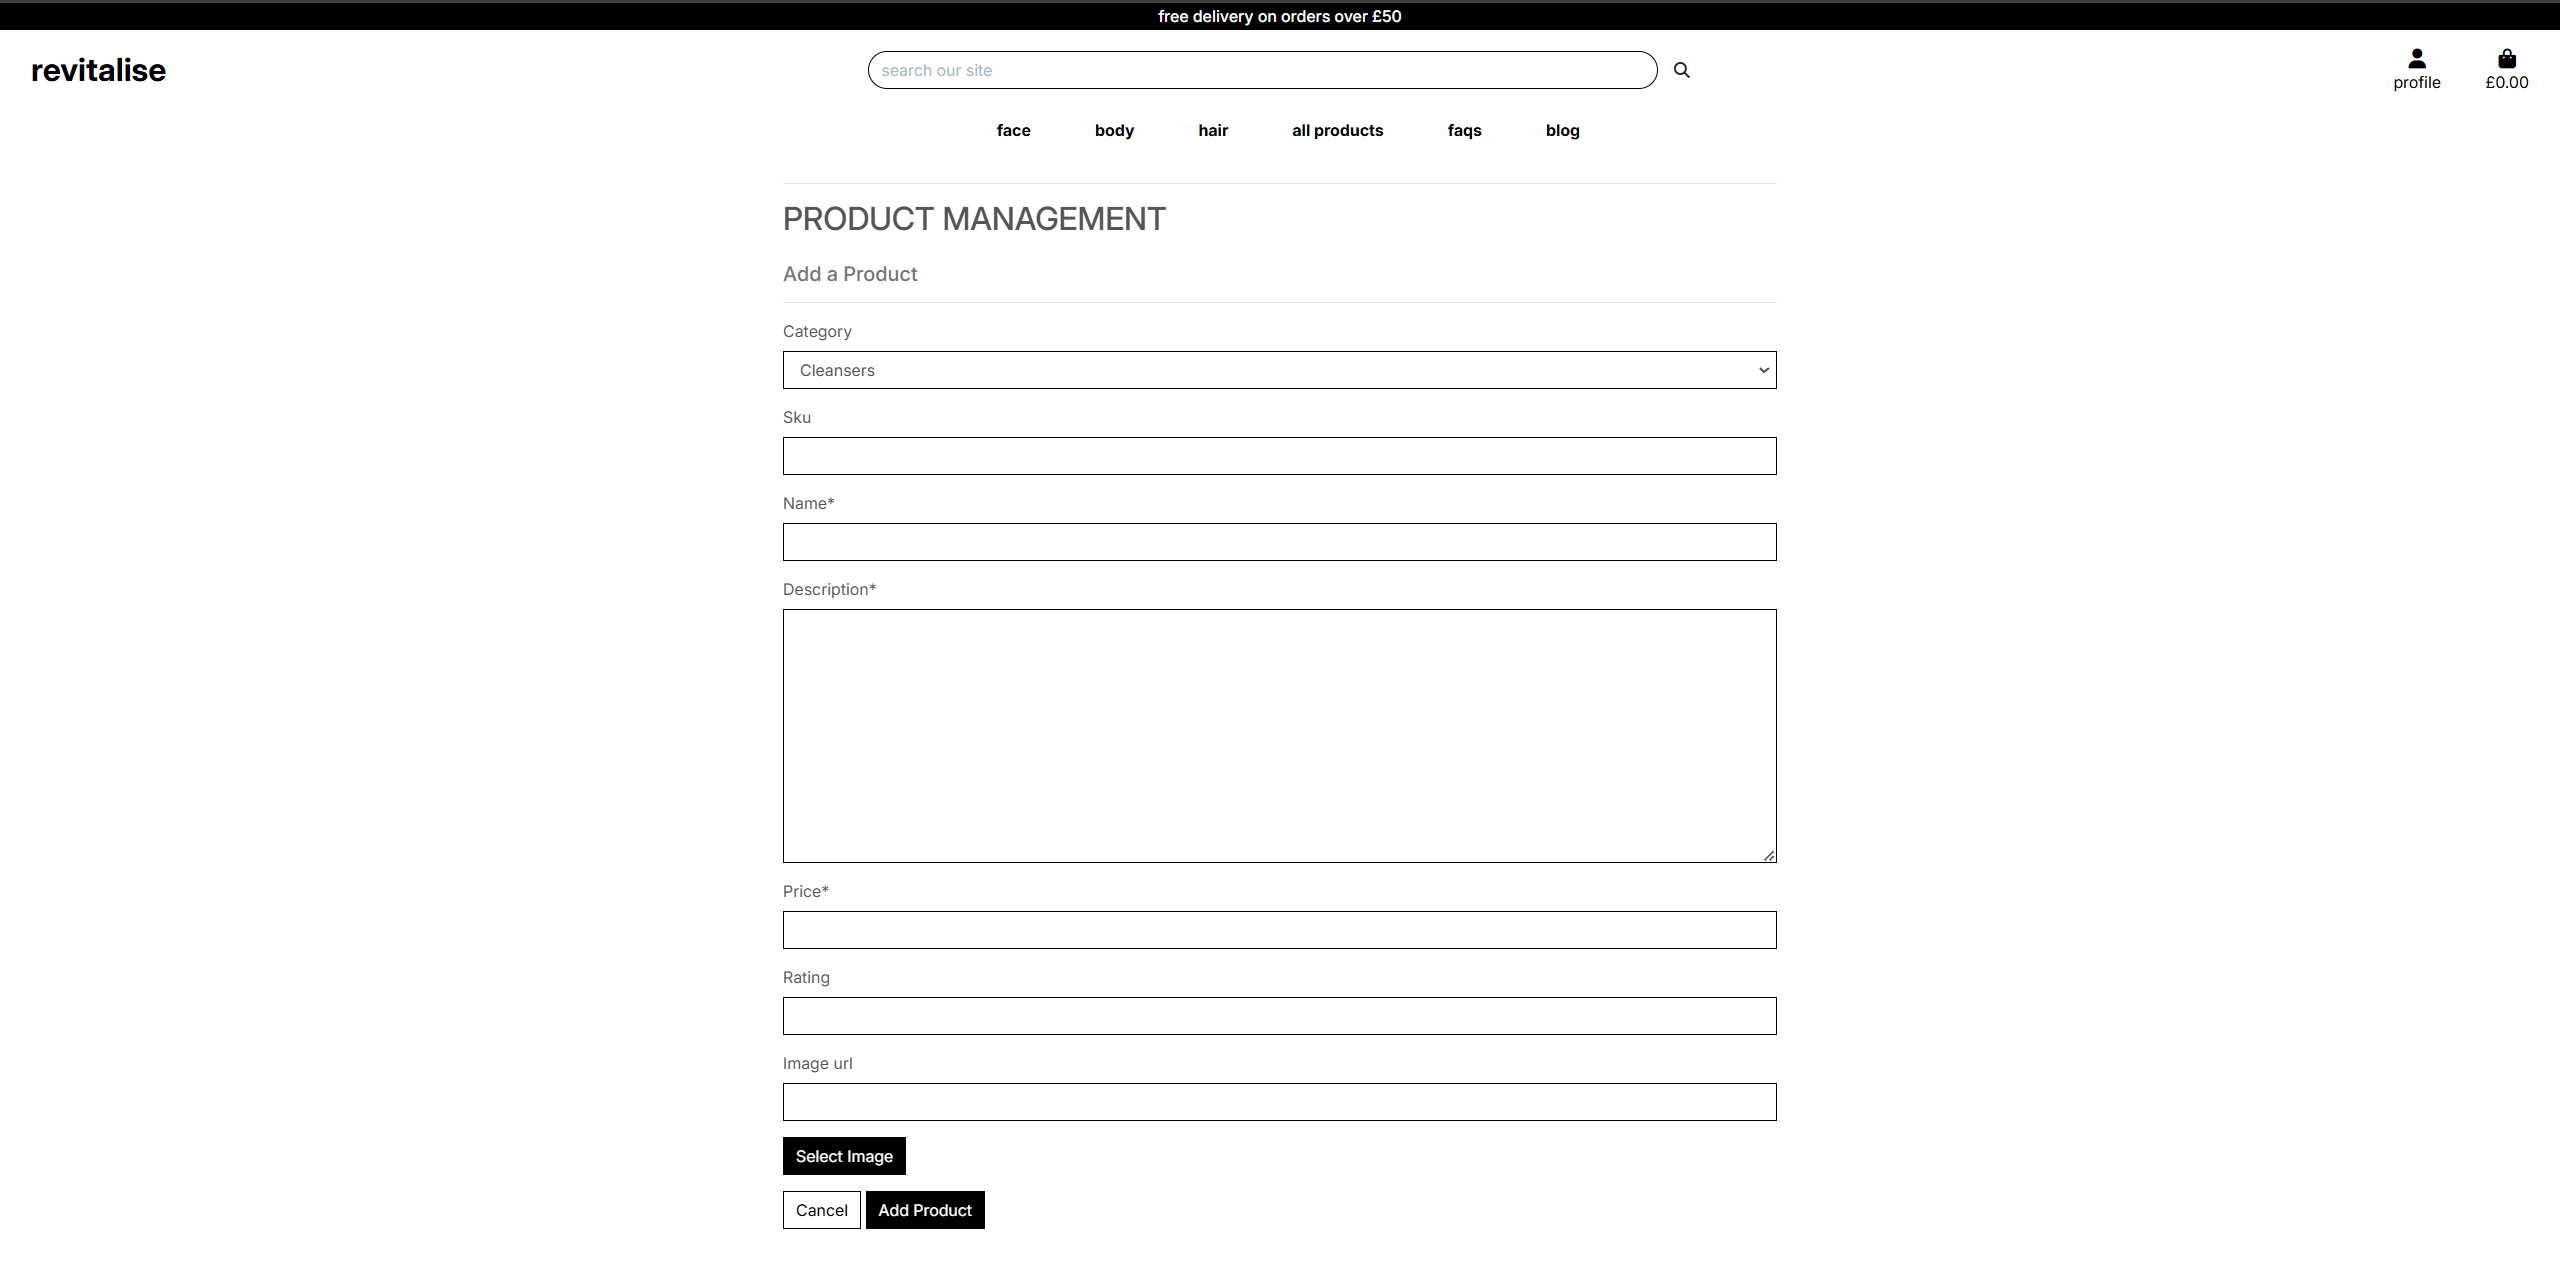 free delivery on orders over £50
revitalise
search our site
profile
£0.00
face body hair all products faqs blog
PRODUCT MANAGEMENT
Add a Product
Category
Cleansers
Sku
Name*
Description*
Price*
Rating
Image url
Select Image
Cancel Add Product